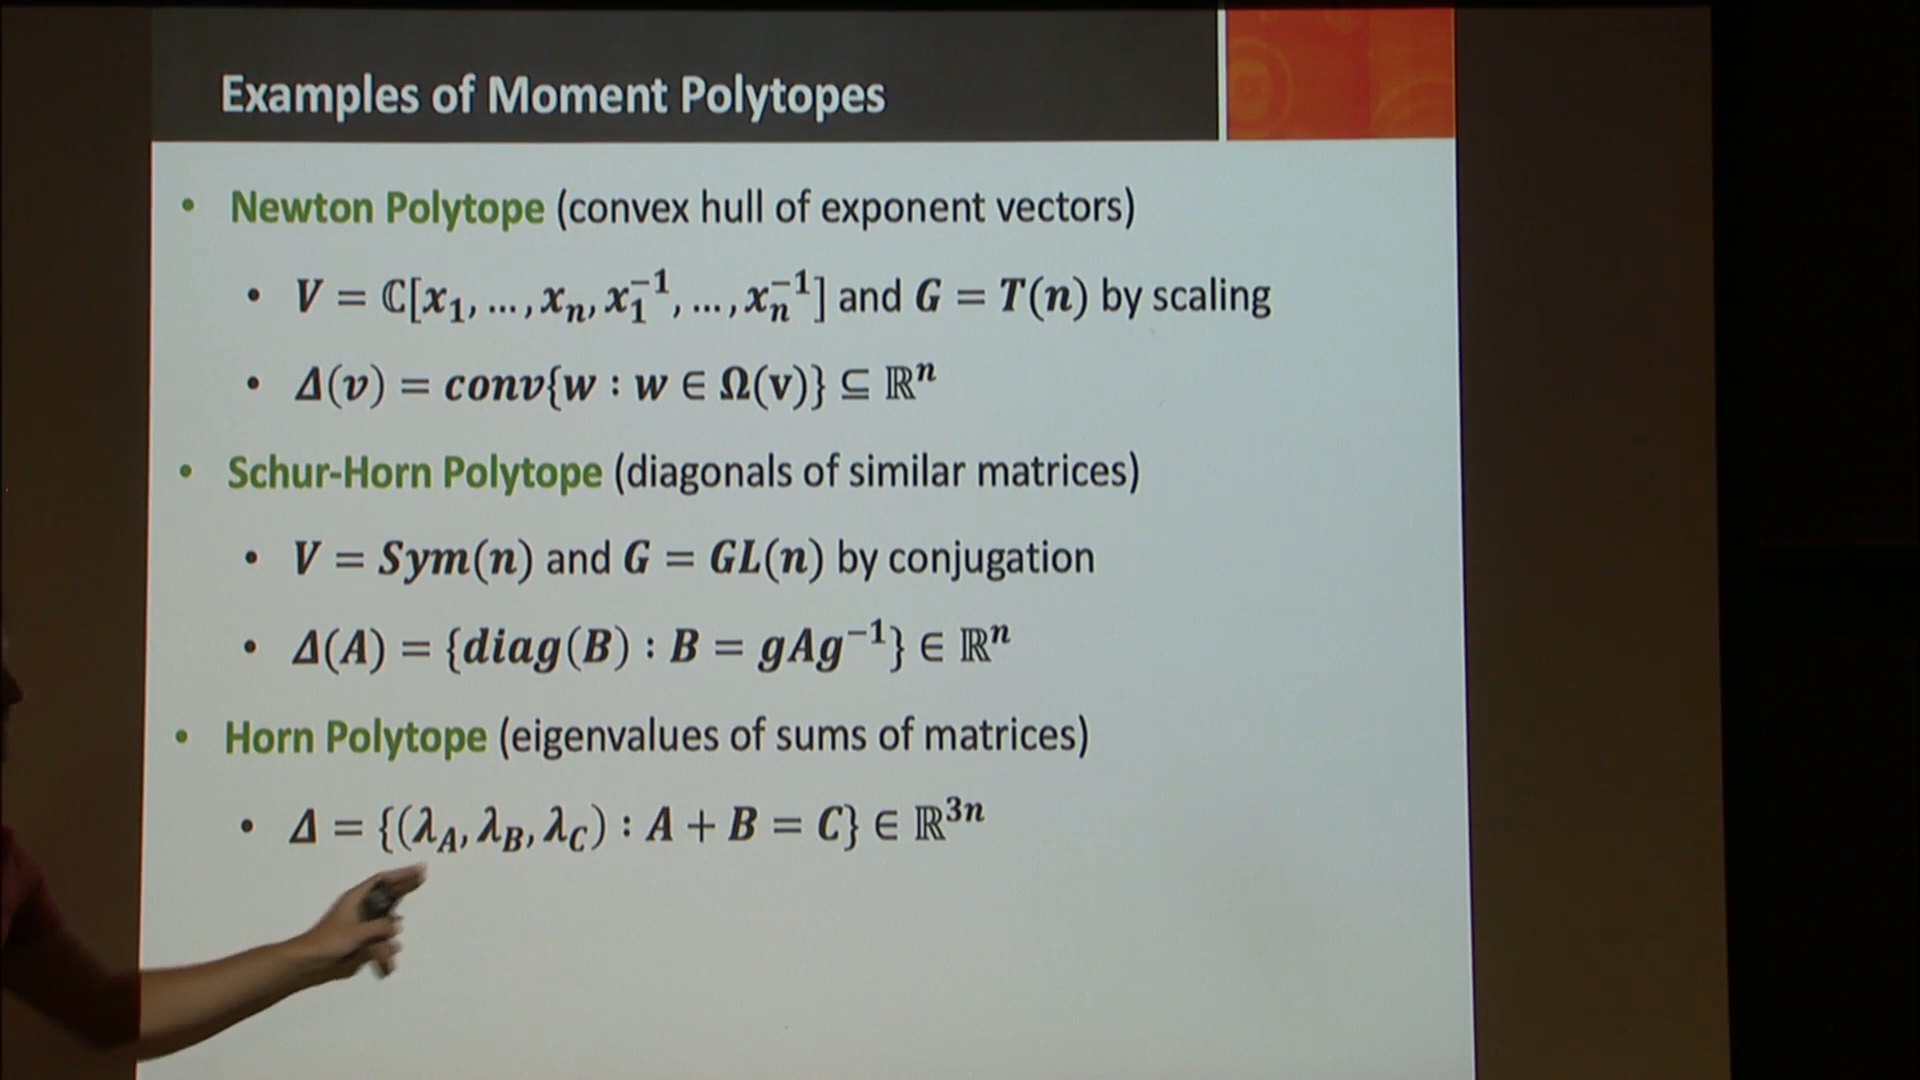 Examples of Moment Polytopes
• Newton Polytope (convex hull of exponent vectors)
• V = ℂ[x₁, …, xₙ, x₁⁻¹, …, xₙ⁻¹] and G = T(n) by scaling
• Δ(v) = conv{w : w ∈ Ω(v)} ⊆ ℝⁿ
• Schur-Horn Polytope (diagonals of similar matrices)
• V = Sym(n) and G = GL(n) by conjugation
• Δ(A) = {diag(B) : B = gAg⁻¹} ∈ ℝⁿ
• Horn Polytope (eigenvalues of sums of matrices)
• Δ = {(λ_A, λ_B, λ_C) : A + B = C} ∈ ℝ³ⁿ